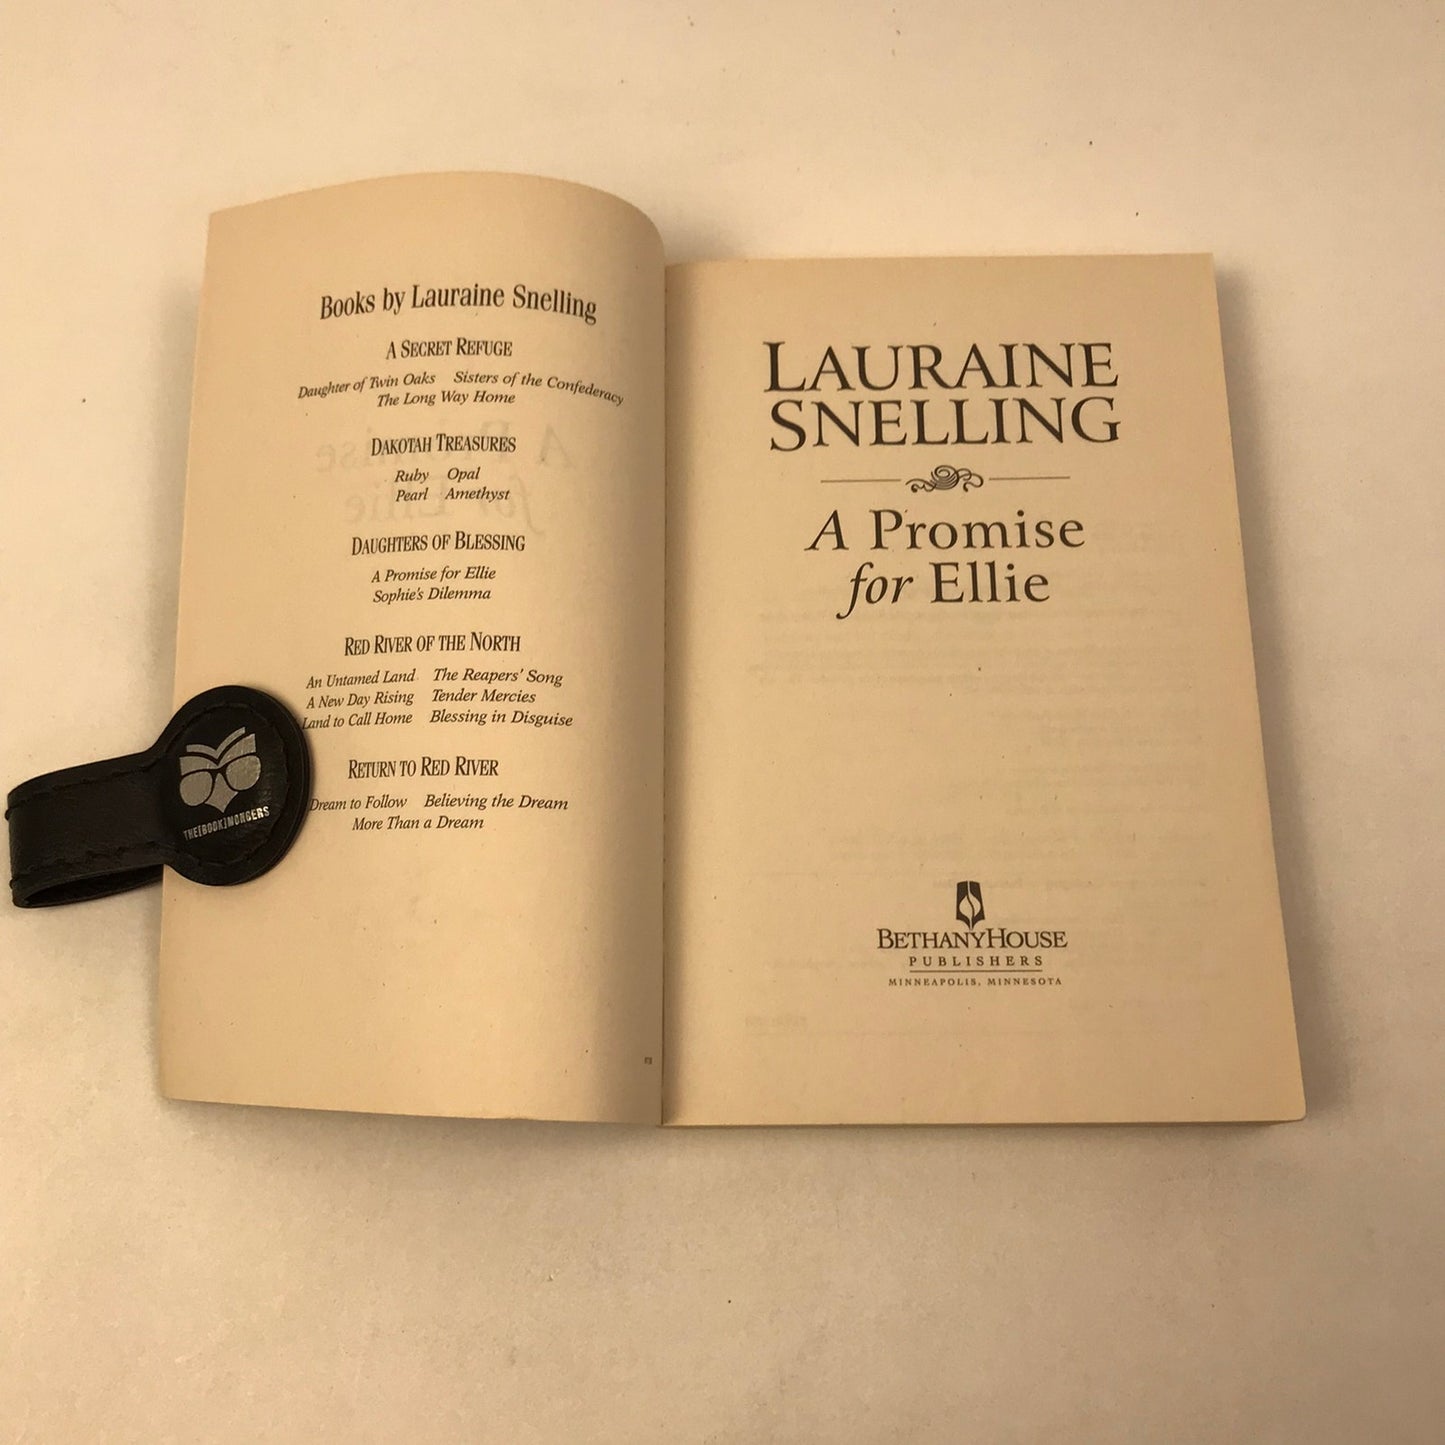 Books by Lauraine Snelling
A SECRET REFUGE
Daughter of Twin Oaks Sisters of the Confederacy
The Long Way Home
DAKOTAH TREASURES
Ruby Opal
Pearl Amethyst
DAUGHTERS OF BLESSING
A Promise for Ellie
Sophie's Dilemma
RED RIVER OF THE NORTH
An Untamed Land The Reapers' Song
A New Day Rising Tender Mercies
Land to Call Home Blessing in Disguise
RETURN TO RED RIVER
Dream to Follow Believing the Dream
More Than a Dream
THE[BOOK]MONGERS
LAURAINE
SNELLING
A Promise
for Ellie
BETHANYHOUSE
PUBLISHERS
MINNEAPOLIS, MINNESOTA